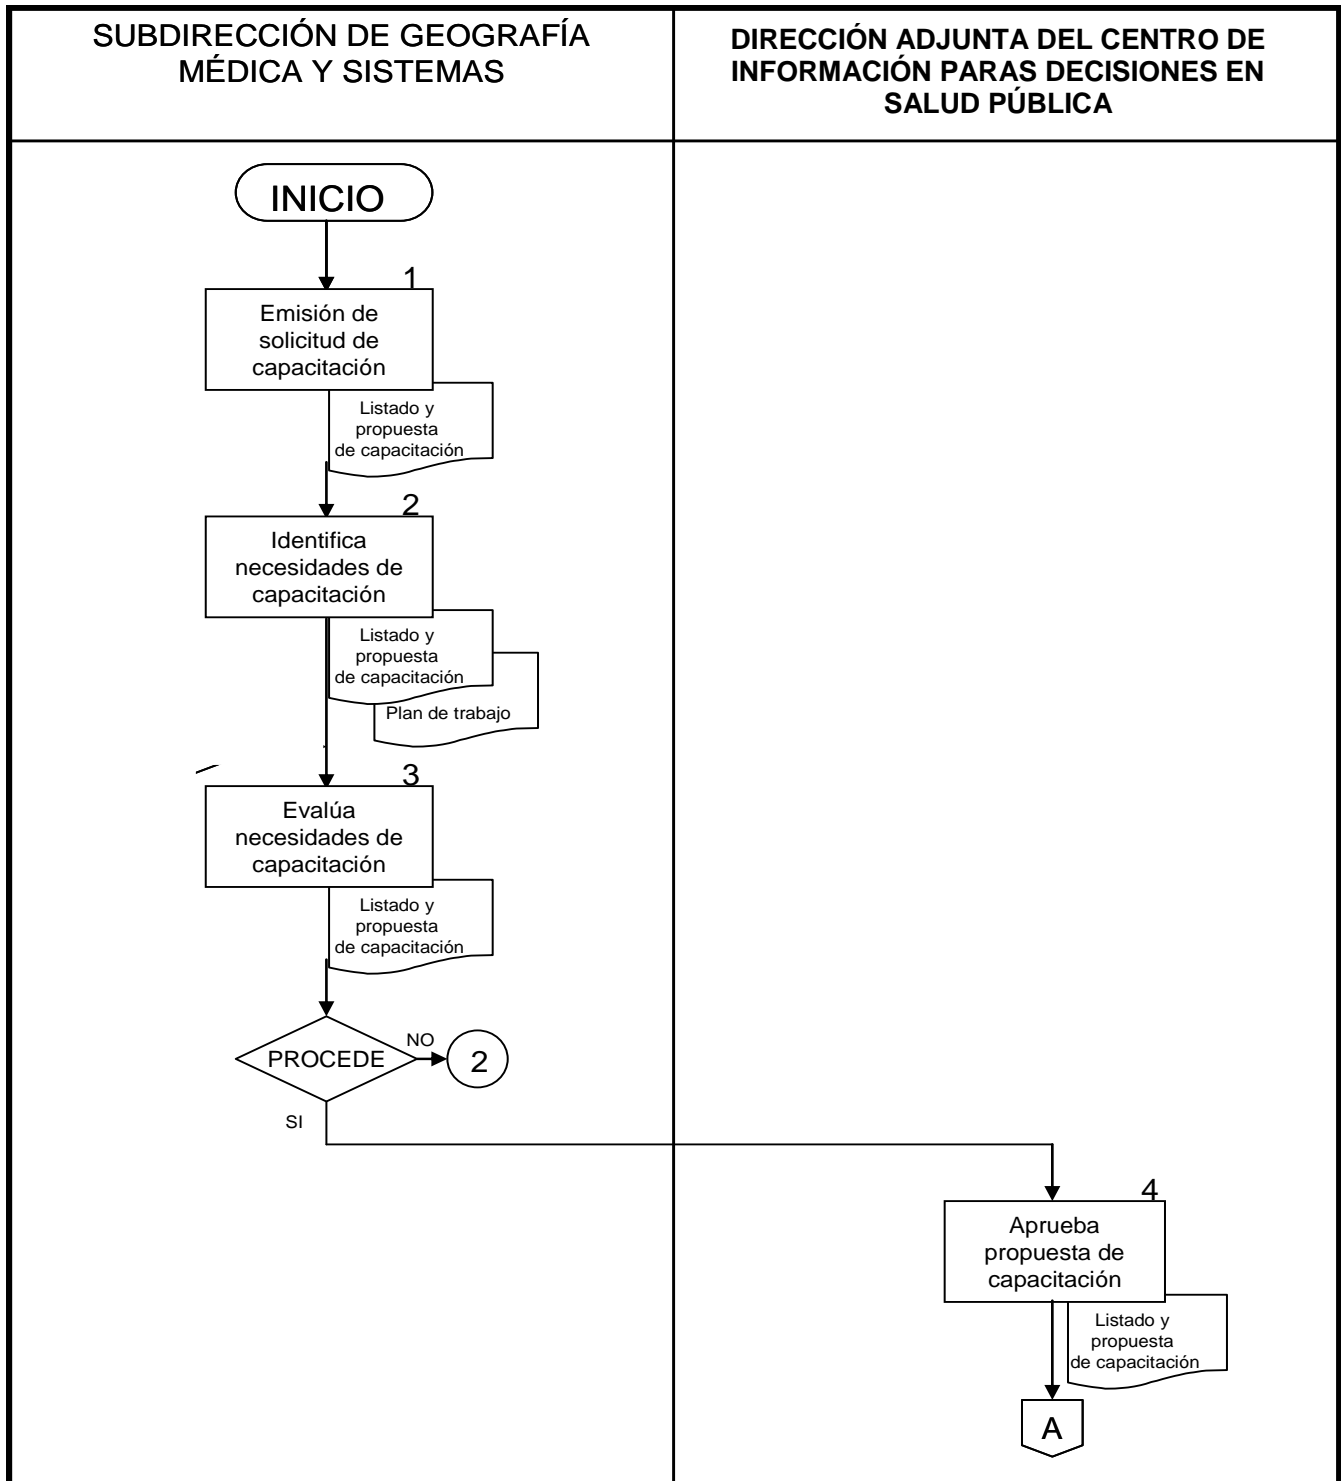 SUBDIRECCIÓN DE GEOGRAFÍA
MÉDICA Y SISTEMAS
DIRECCIÓN ADJUNTA DEL CENTRO DE
INFORMACIÓN PARAS DECISIONES EN
SALUD PÚBLICA
INICIO
1
Emisión de
solicitud de
capacitación
Listado y
propuesta
de capacitación
2
Identifica
necesidades de
capacitación
Listado y
propuesta
de capacitación
Plan de trabajo
3
Evalúa
necesidades de
capacitación
Listado y
propuesta
de capacitación
PROCEDE
NO
2
SI
4
Aprueba
propuesta de
capacitación
Listado y
propuesta
de capacitación
A